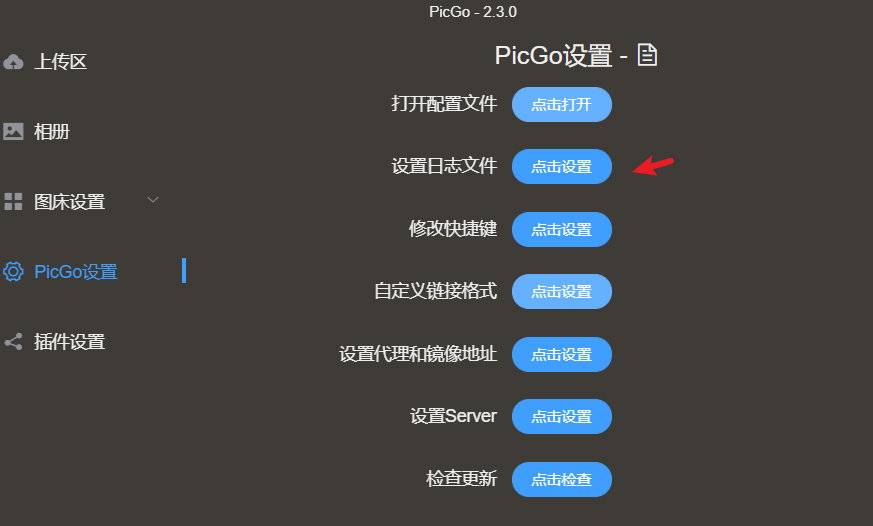 PicGo - 2.3.0
上传区
相册
图床设置
PicGo设置
插件设置
PicGo设置 -
打开配置文件 点击打开
设置日志文件 点击设置
修改快捷键 点击设置
自定义链接格式 点击设置
设置代理和镜像地址 点击设置
设置Server 点击设置
检查更新 点击检查